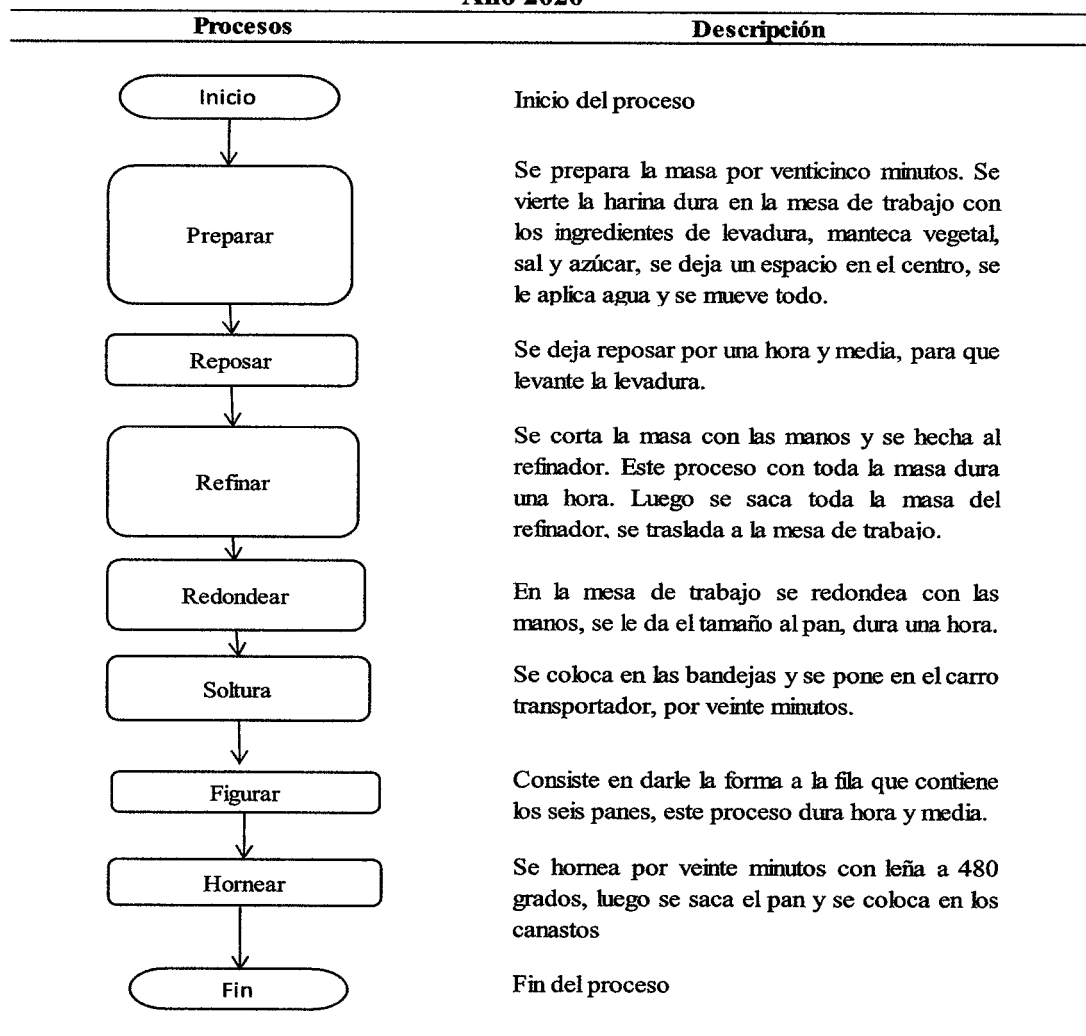 Procesos Descripción
Inicio Inicio del proceso
Se prepara la masa por venticinco minutos. Se
vierte la harina dura en la mesa de trabajo con
Preparar los ingredientes de levadura, manteca vegetal,
sal y azúcar, se deja un espacio en el centro, se
le aplica agua y se mueve todo.
Reposar Se deja reposar por una hora y media, para que
levante la levadura.
Se corta la masa con las manos y se hecha al
Refinar refinador. Este proceso con toda la masa dura
una hora. Luego se saca toda la masa del
refinador, se traslada a la mesa de trabajo.
Redondear En la mesa de trabajo se redondea con las
manos, se le da el tamaño al pan, dura una hora.
Soltura Se coloca en las bandejas y se pone en el carro
transportador, por veinte minutos.
Figurar Consiste en darle la forma a la fila que contiene
los seis panes, este proceso dura hora y media.
Hornear Se hornea por veinte minutos con leña a 480
grados, luego se saca el pan y se coloca en los
canastos
Fin Fin del proceso